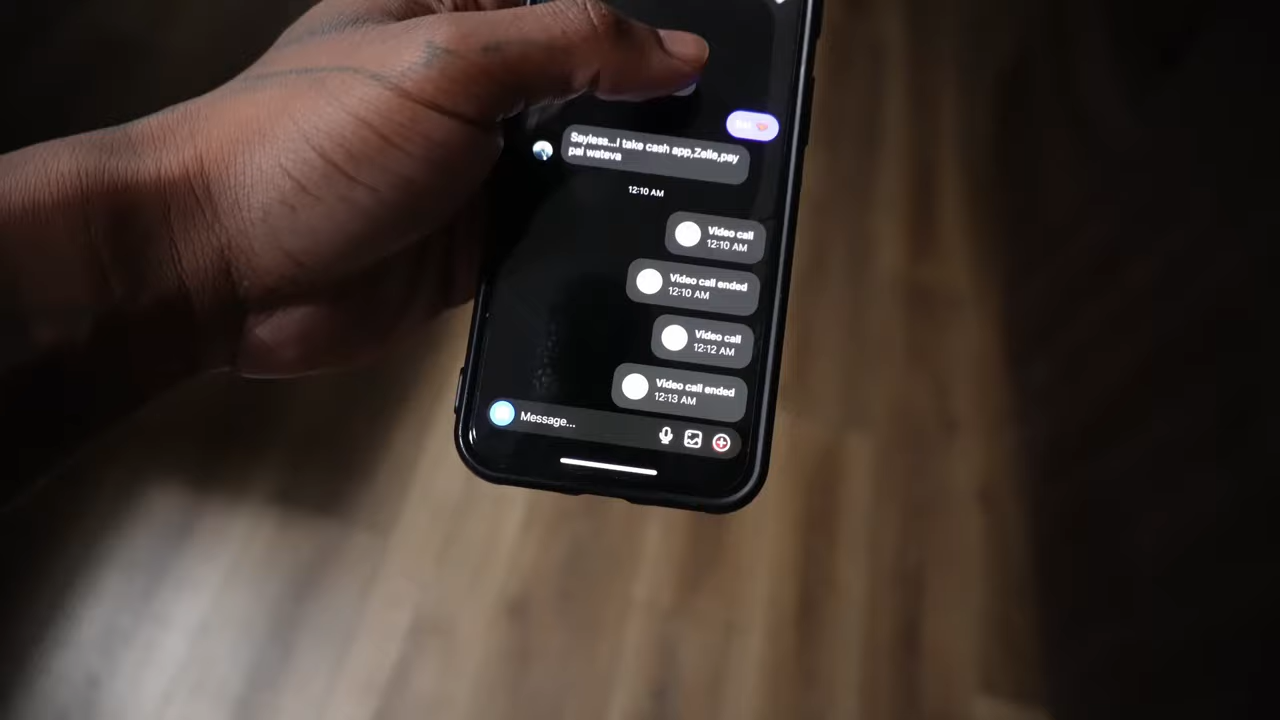 Sayless...I take cash app,Zelle,pay
pal wateva
12:10 AM
Video call
12:10 AM
Video call ended
12:10 AM
Video call
12:12 AM
Video call ended
12:13 AM
Message...